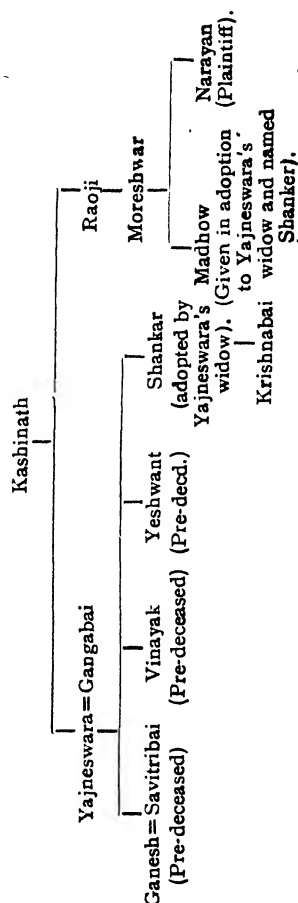 Kashinath
Yajneswara=Gangabai
Raoji
Moreshwar
Ganesh=Savitribai
(Pre-deceased)
Vinayak
(Pre-deceased)
Yeshwant
(Pre-decd.)
Shankar
(adopted by
Yajneswara's
widow).
Krishnabai
Madhow
(Given in adoption
to Yajneswara's
widow and named
Shanker).
Narayan
(Plaintiff).